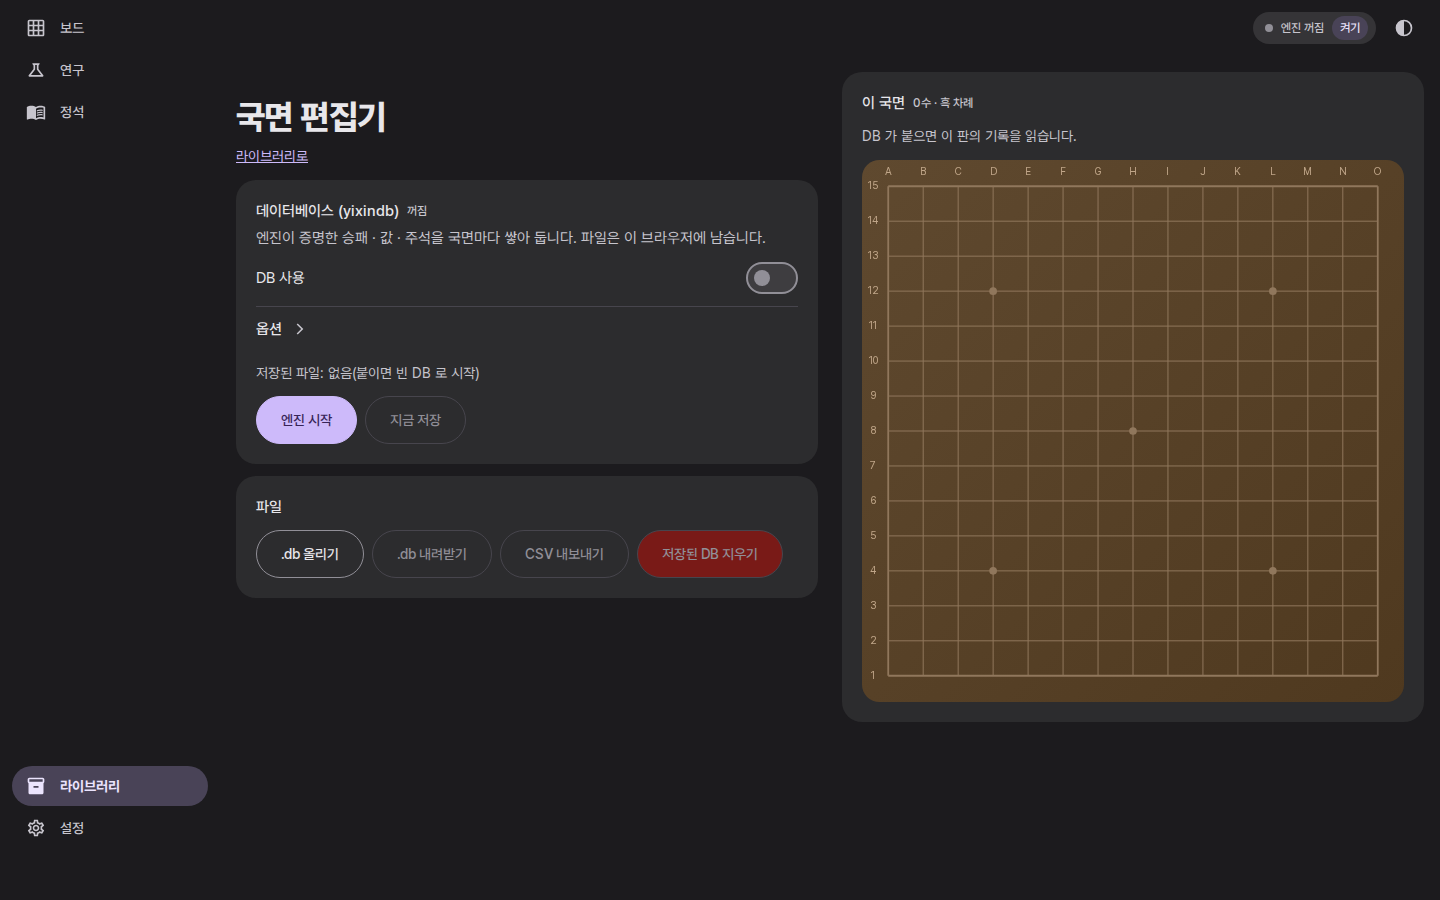 보드
연구
정석
라이브러리
설정
엔진 꺼짐 켜기
국면 편집기
라이브러리로
데이터베이스 (yixindb) 꺼짐
엔진이 증명한 승패 · 값 · 주석을 국면마다 쌓아 둡니다. 파일은 이 브라우저에 남습니다.
DB 사용
옵션
저장된 파일: 없음(붙이면 빈 DB 로 시작)
엔진 시작 지금 저장
파일
.db 올리기 .db 내려받기 CSV 내보내기 저장된 DB 지우기
이 국면 0수 · 흑 차례
DB 가 붙으면 이 판의 기록을 읽습니다.
A B C D E F G H I J K L M N O
15
14
13
12
11
10
9
8
7
6
5
4
3
2
1